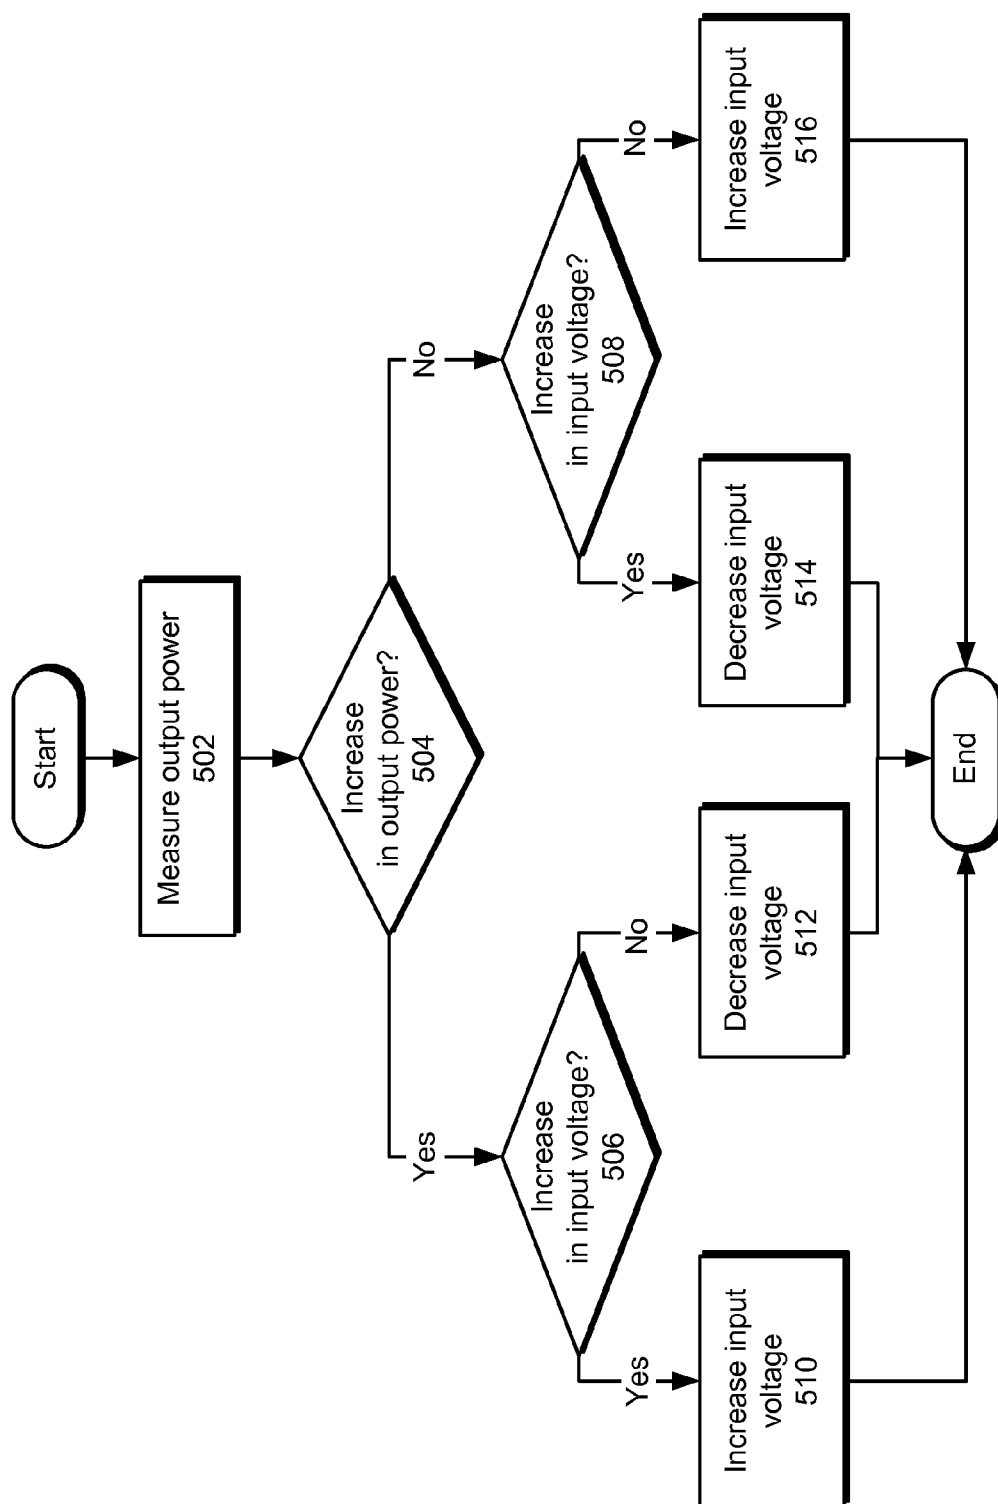 Start
Measure output power
502
Increase
in output power?
504
Yes
No
Increase
in input voltage?
506
Increase
in input voltage?
508
Yes
No
Yes
No
Increase input
voltage
510
Decrease input
voltage
512
Decrease input
voltage
514
Increase input
voltage
516
End